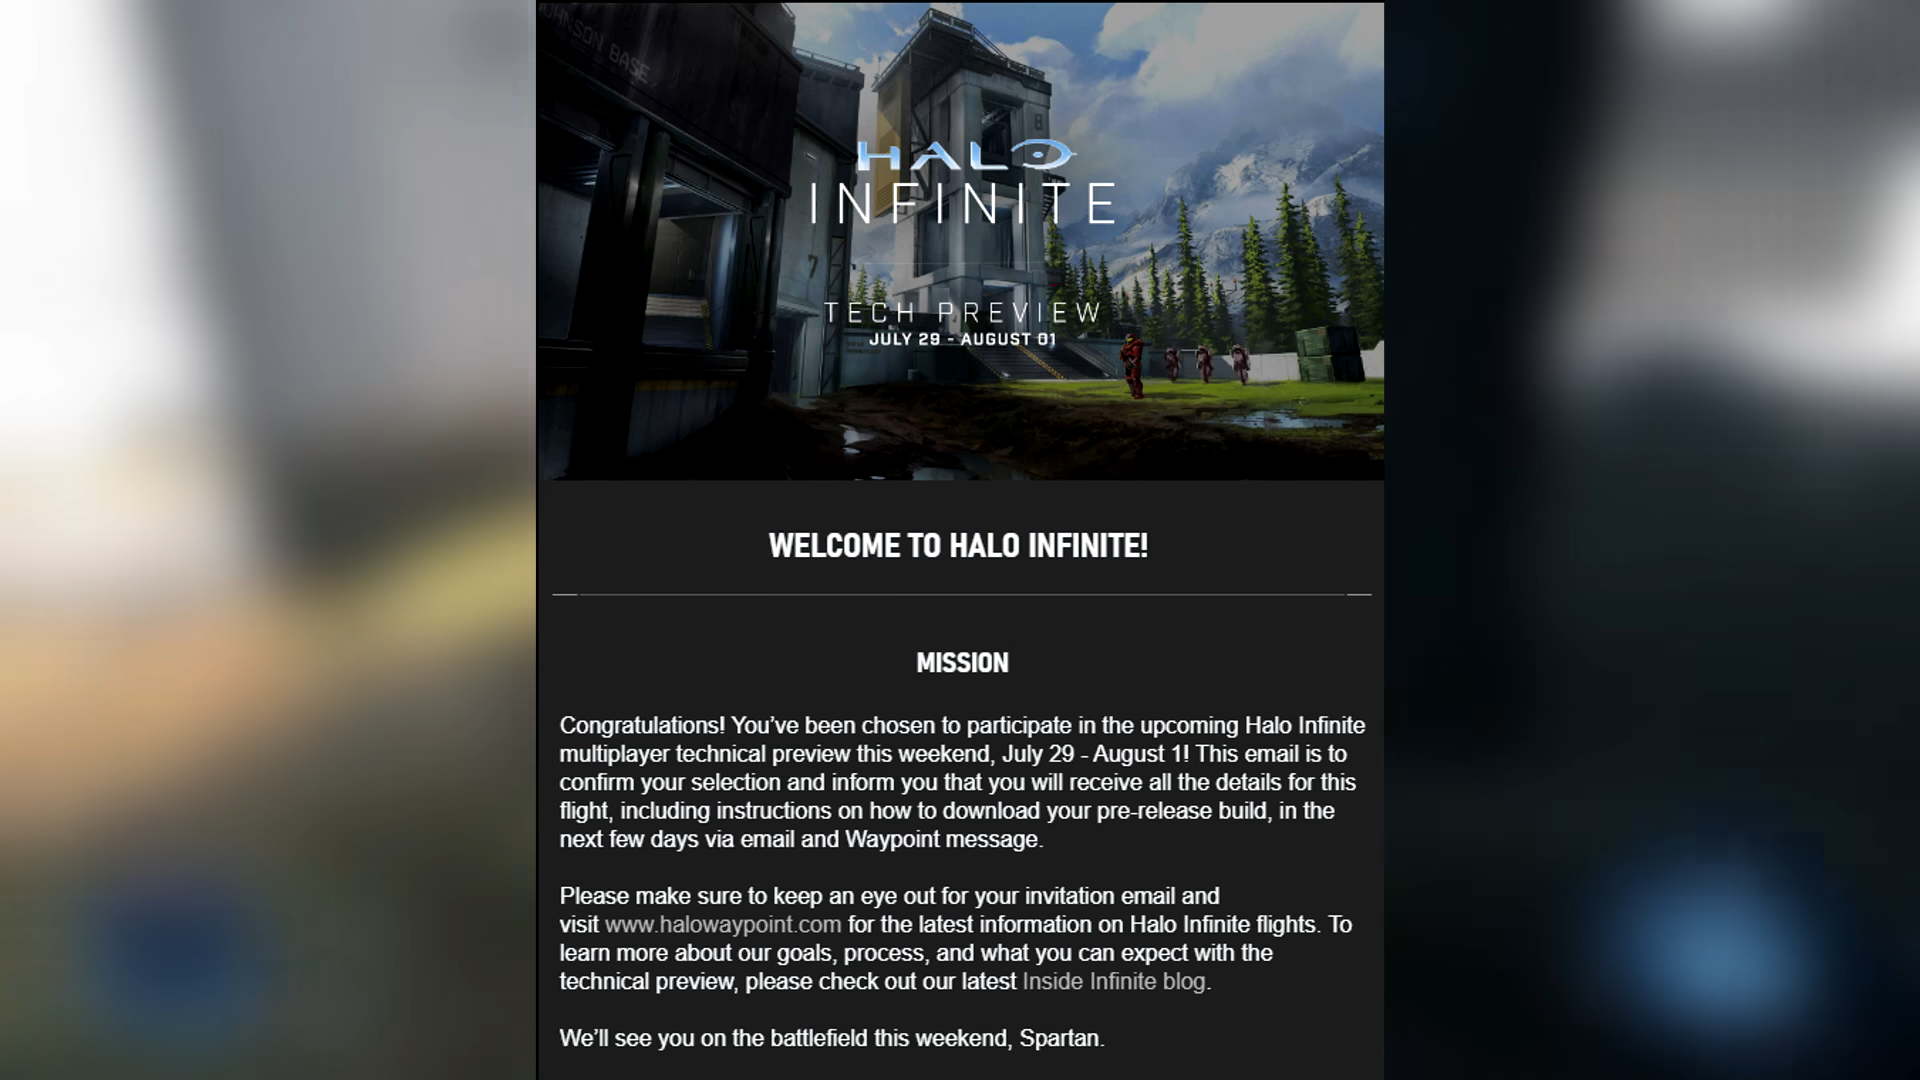 JOHNSON BASE
8
HALO
INFINITE
7
TECH PREVIEW
JULY 29 - AUGUST 01
WELCOME TO HALO INFINITE!
MISSION
Congratulations! You’ve been chosen to participate in the upcoming Halo Infinite
multiplayer technical preview this weekend, July 29 - August 1! This email is to
confirm your selection and inform you that you will receive all the details for this
flight, including instructions on how to download your pre-release build, in the
next few days via email and Waypoint message.
Please make sure to keep an eye out for your invitation email and
visit www.halowaypoint.com for the latest information on Halo Infinite flights. To
learn more about our goals, process, and what you can expect with the
technical preview, please check out our latest Inside Infinite blog.
We’ll see you on the battlefield this weekend, Spartan.